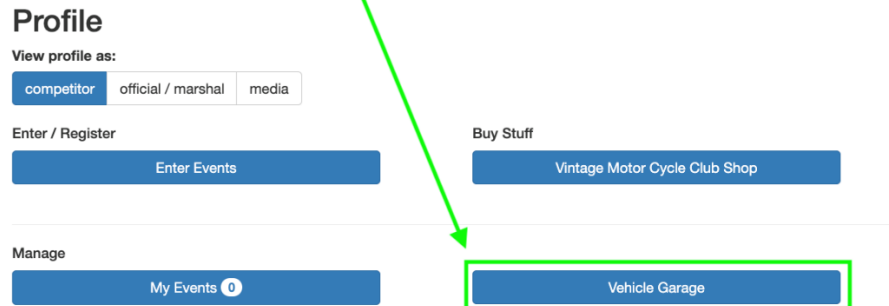 Profile
View profile as:
competitor official / marshal media
Enter / Register
Enter Events
Buy Stuff
Vintage Motor Cycle Club Shop
Manage
My Events 0
Vehicle Garage